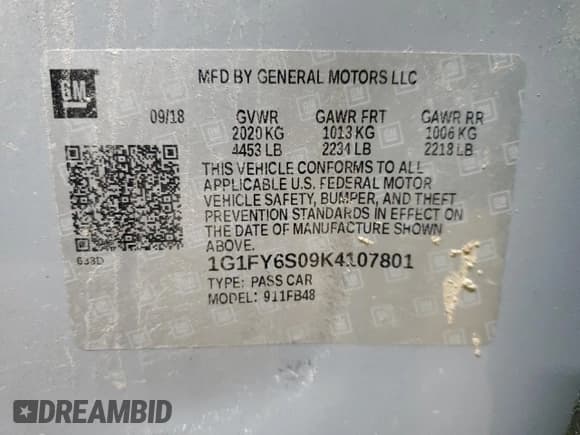 GM
MFD BY GENERAL MOTORS LLC
09/18 GVWR GAWR FRT GAWR RR
2020 KG 1013 KG 1006 KG
4453 LB 2234 LB 2218 LB
THIS VEHICLE CONFORMS TO ALL
APPLICABLE U.S. FEDERAL MOTOR
VEHICLE SAFETY, BUMPER, AND THEFT
PREVENTION STANDARDS IN EFFECT ON
THE DATE OF MANUFACTURE SHOWN
ABOVE.
633D
1G1FY6S09K4107801
TYPE: PASS CAR
MODEL: 911FB48
DREAMBID